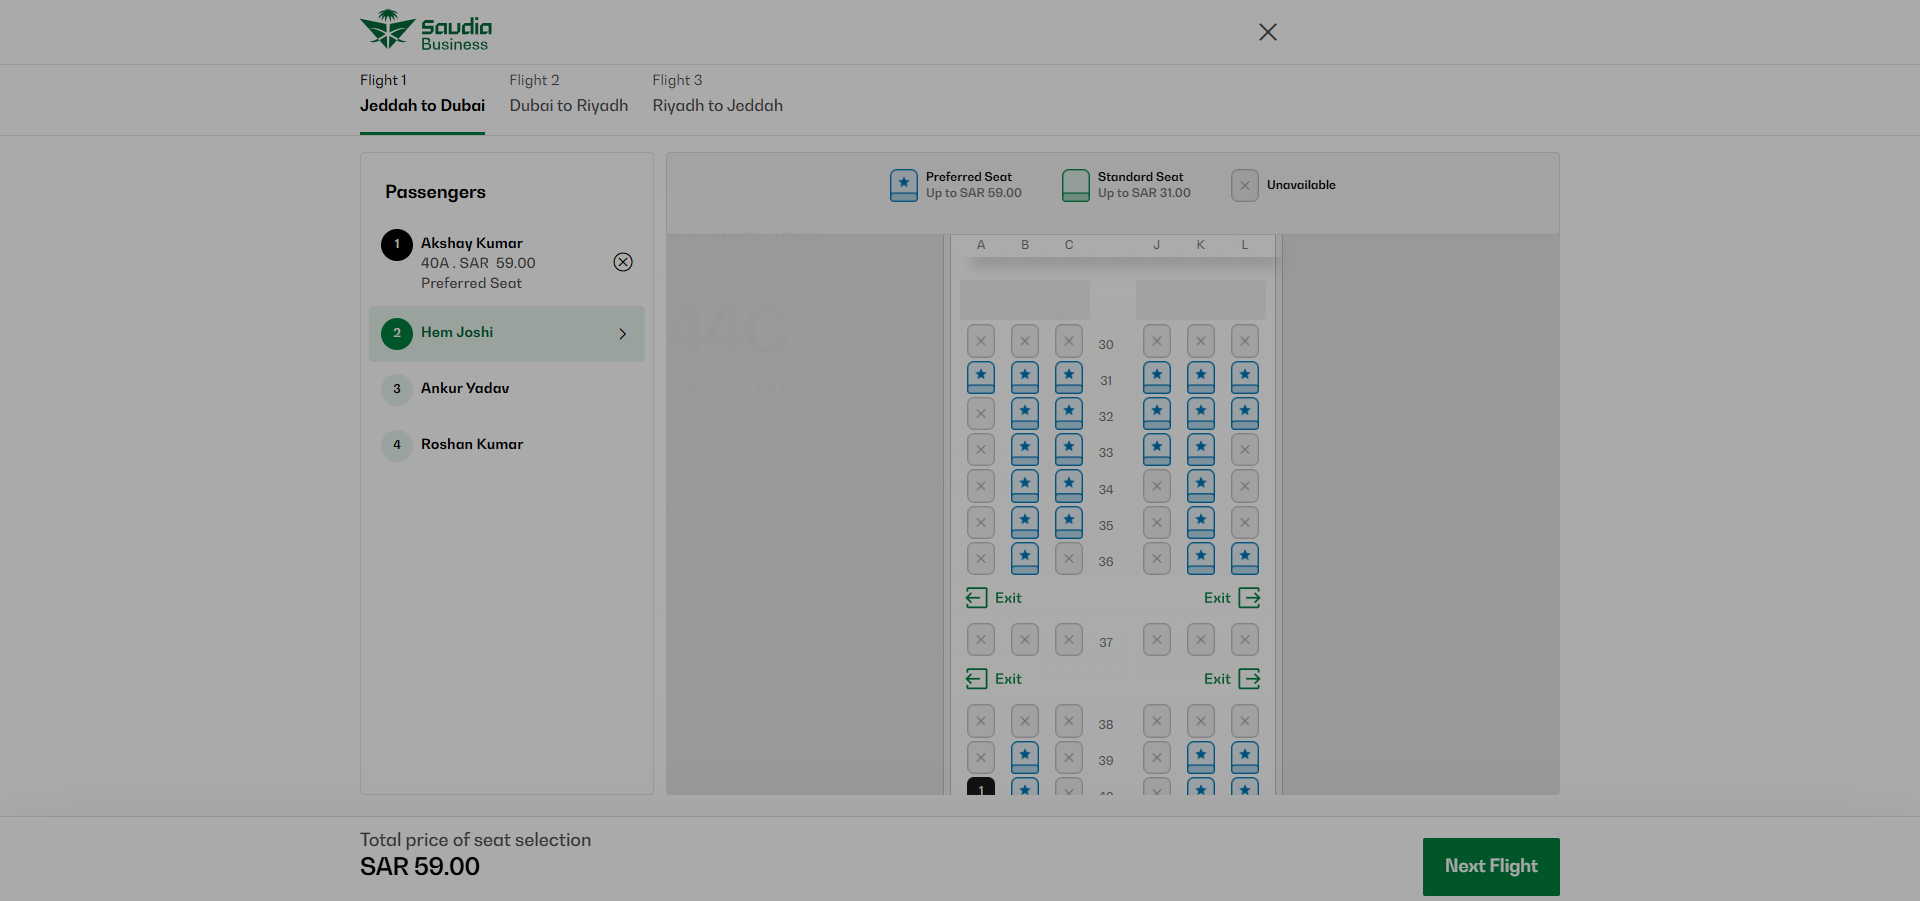 Saudia
Business
Flight 1
Jeddah to Dubai
Flight 2
Dubai to Riyadh
Flight 3
Riyadh to Jeddah
Passengers
1
Akshay Kumar
40A . SAR 59.00
Preferred Seat
2
Hem Joshi
3
Ankur Yadav
4
Roshan Kumar
Preferred Seat
Up to SAR 59.00
Standard Seat
Up to SAR 31.00
Unavailable
A B C J K L
44C
SAR 59.00
30
31
32
33
34
35
36
Exit Exit
37
Exit Exit
38
39
1
Total price of seat selection
SAR 59.00
Next Flight